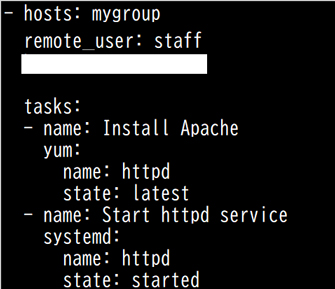 - hosts: mygroup
  remote_user: staff

  tasks:
  - name: Install Apache
    yum:
      name: httpd
      state: latest
  - name: Start httpd service
    systemd:
      name: httpd
      state: started